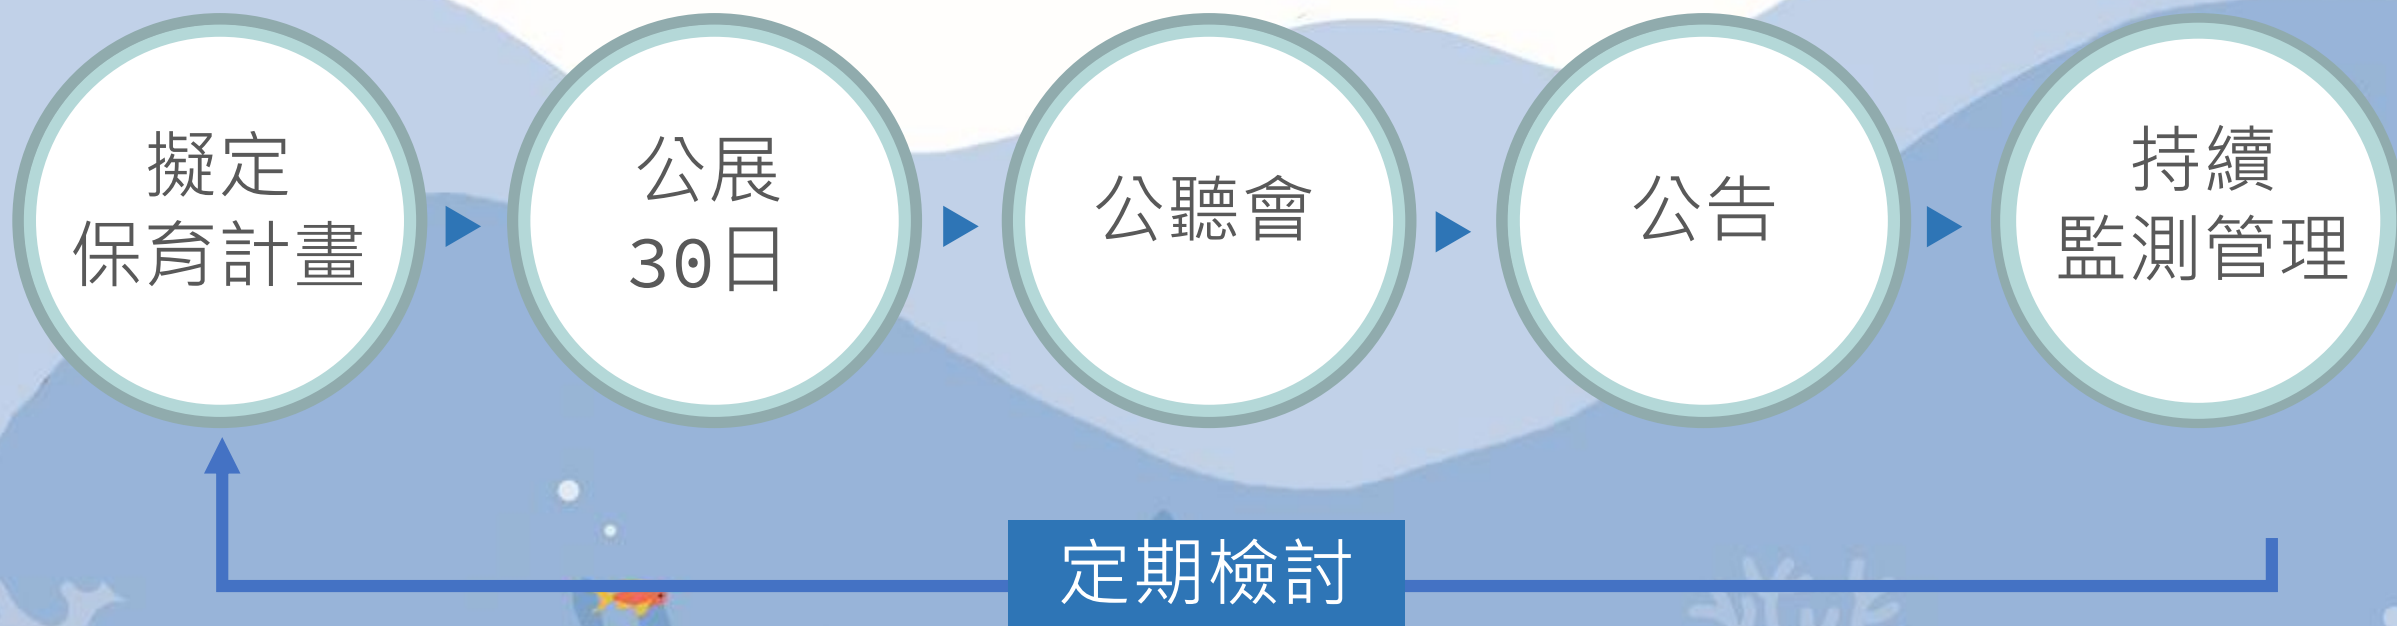 擬定
保育計畫
公展
30日
公聽會
公告
持續
監測管理
定期檢討